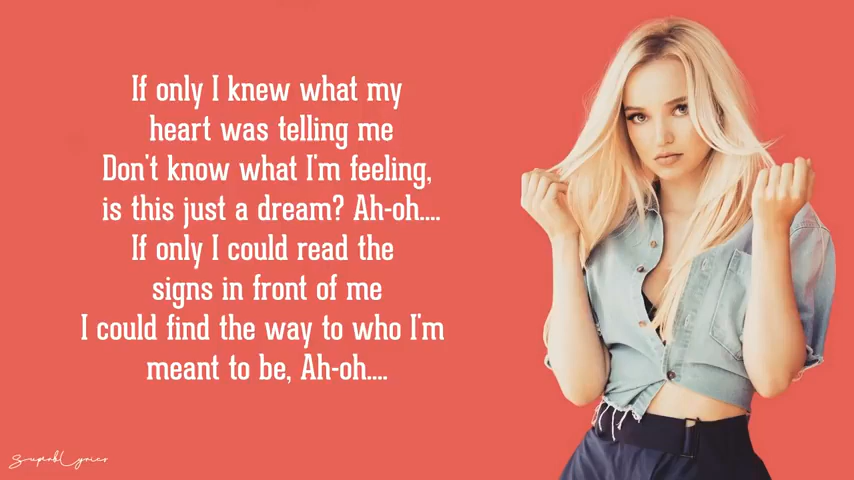 If only I knew what my
heart was telling me
Don't know what I'm feeling,
is this just a dream? Ah-oh....
If only I could read the
signs in front of me
I could find the way to who I'm
meant to be, Ah-oh....
SuperbLyrics